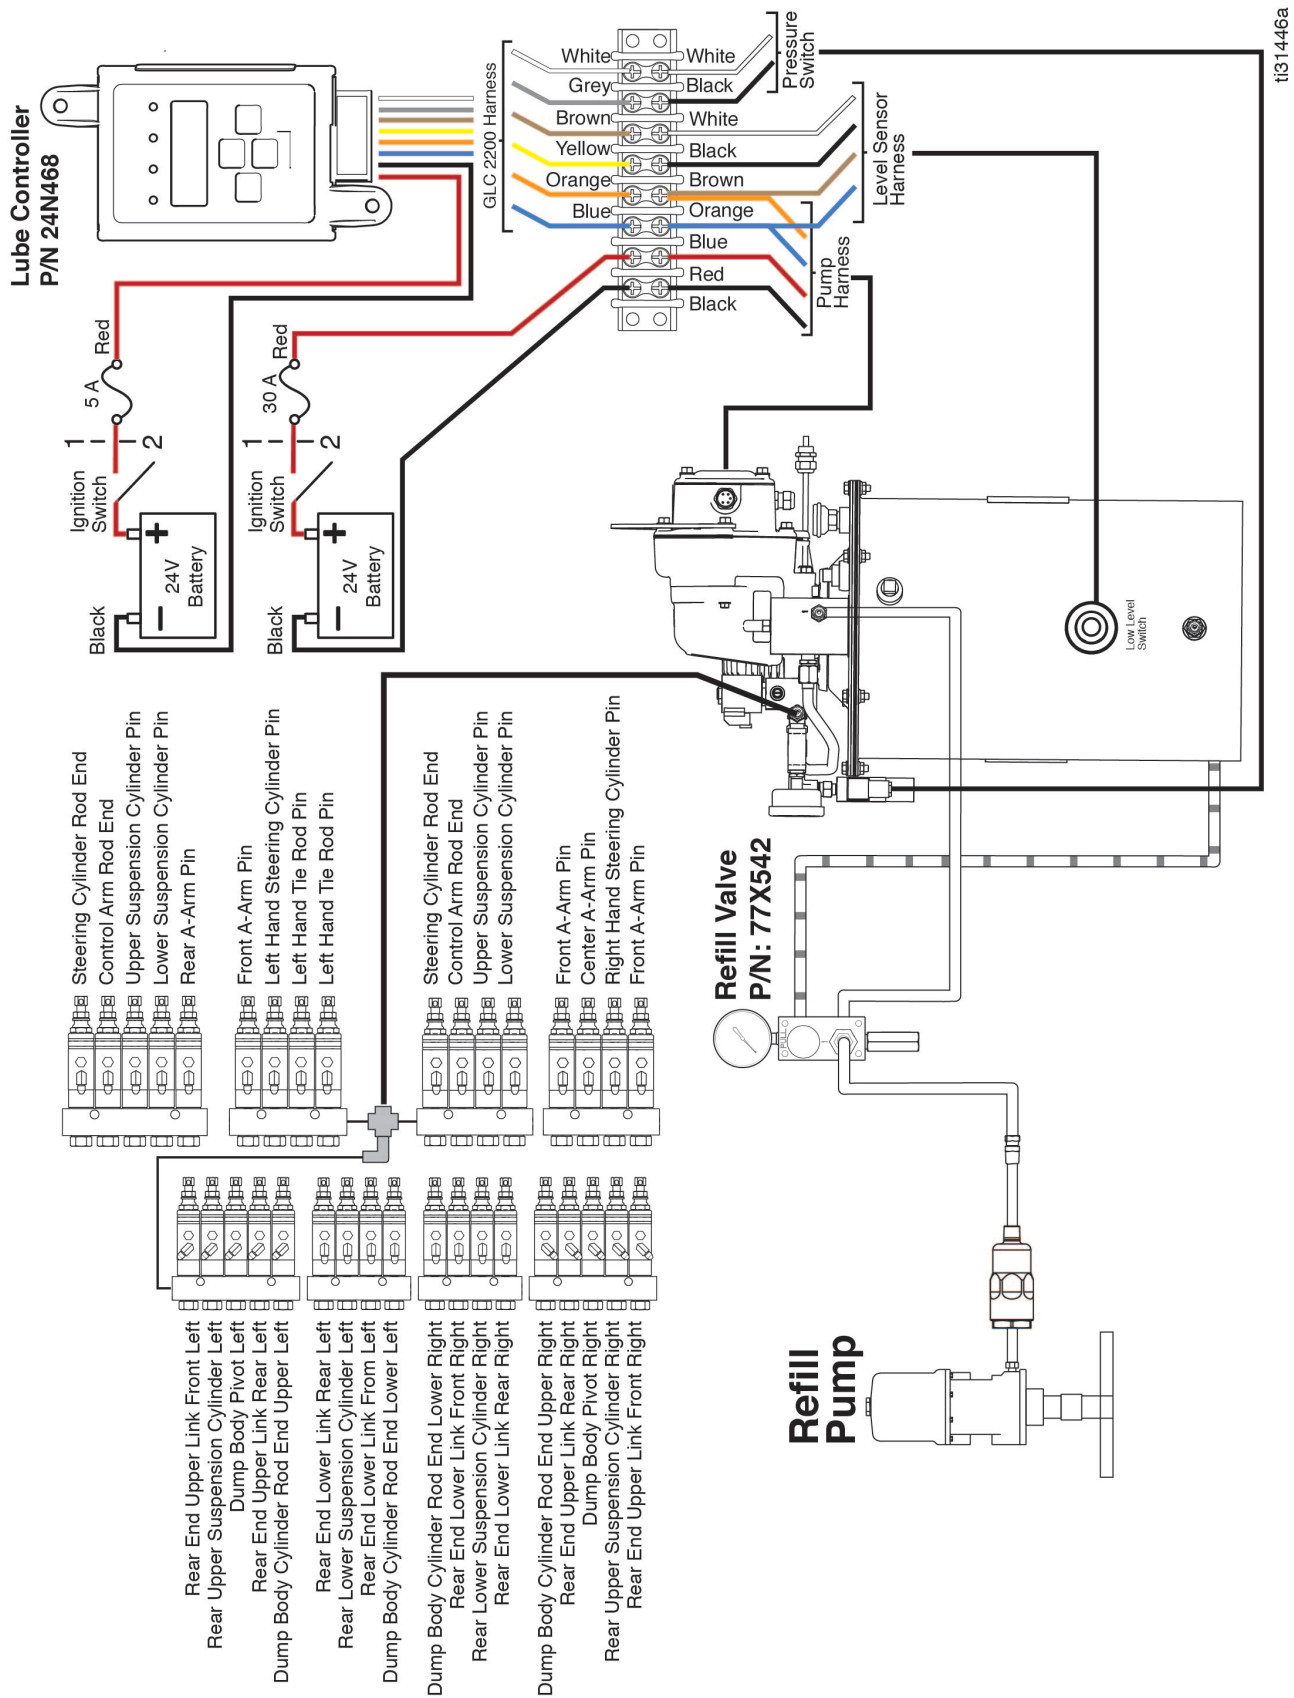 ti31446a
Lube Controller
P/N 24N468
GLC 2200 Harness
White
Grey
Brown
Yellow
Orange
Blue
White
Black
White
Black
Brown
Orange
Blue
Red
Black
Pressure
Switch
Level Sensor
Harness
Pump
Harness
Red
5 A
1
2
Ignition
Switch
24V
Battery
Black
Red
30 A
1
2
Ignition
Switch
24V
Battery
Black
Low Level
Switch
Steering Cylinder Rod End
Control Arm Rod End
Upper Suspension Cylinder Pin
Lower Suspension Cylinder Pin
Rear A-Arm Pin
Front A-Arm Pin
Left Hand Steering Cylinder Pin
Left Hand Tie Rod Pin
Left Hand Tie Rod Pin
Steering Cylinder Rod End
Control Arm Rod End
Upper Suspension Cylinder Pin
Lower Suspension Cylinder Pin
Front A-Arm Pin
Center A-Arm Pin
Right Hand Steering Cylinder Pin
Front A-Arm Pin
Refill Valve
P/N: 77X542
PULL
1
1
Rear End Upper Link Front Left
Rear Upper Suspension Cylinder Left
Dump Body Pivot Left
Rear End Upper Link Rear Left
Dump Body Cylinder Rod End Upper Left
Rear End Lower Link Rear Left
Rear Lower Suspension Cylinder Left
Rear End Lower Link From Left
Dump Body Cylinder Rod End Lower Left
Dump Body Cylinder Rod End Lower Right
Rear End Lower Link Front Right
Rear Lower Suspension Cylinder Right
Rear End Lower Link Rear Right
Dump Body Cylinder Rod End Upper Right
Rear End Upper Link Rear Right
Dump Body Pivot Right
Rear Upper Suspension Cylinder Right
Rear End Upper Link Front Right
Refill
Pump